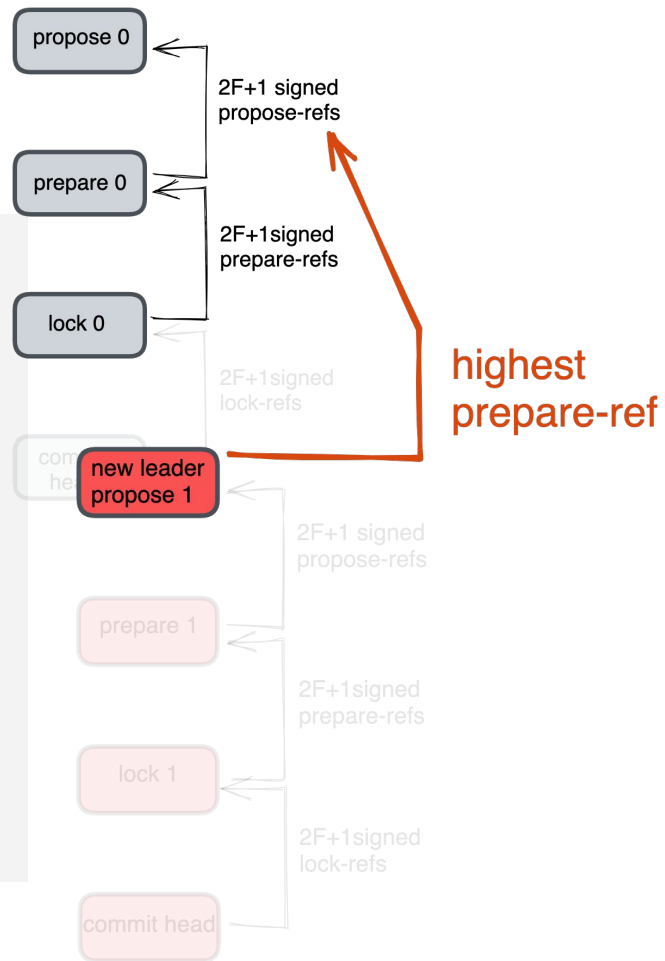 propose 0
2F+1 signed
propose-refs
prepare 0
2F+1signed
prepare-refs
lock 0
highest
prepare-ref
2F+1signed
lock-refs
com
hea
new leader
propose 1
2F+1 signed
propose-refs
prepare 1
2F+1signed
prepare-refs
lock 1
2F+1signed
lock-refs
commit head